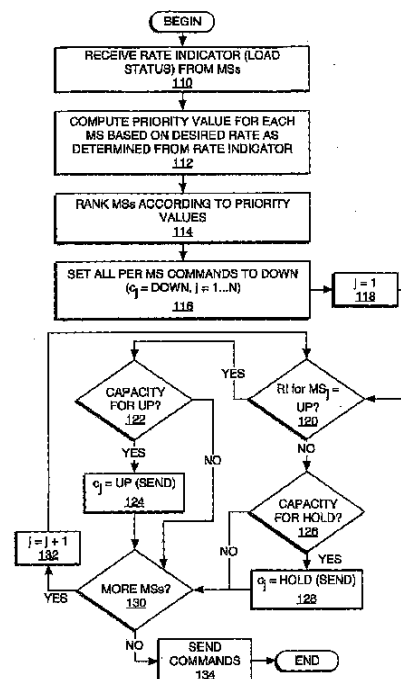 BEGIN
RECEIVE RATE INDICATOR (LOAD
STATUS) FROM MSs
110
COMPUTE PRIORITY VALUE FOR EACH
MS BASED ON DESIRED RATE AS
DETERMINED FROM RATE INDICATOR
112
RANK MSs ACCORDING TO PRIORITY
VALUES
114
SET ALL PER MS COMMANDS TO DOWN
(cj = DOWN, j = 1...N)
116
j = 1
118
YES
YES
CAPACITY
FOR UP?
122
RI for MSj =
UP?
120
YES
NO
NO
cj = UP (SEND)
124
CAPACITY
FOR HOLD?
126
j = j + 1
132
NO
YES
MORE MSs?
130
cj = HOLD (SEND)
128
YES
NO
SEND
COMMANDS
134
END